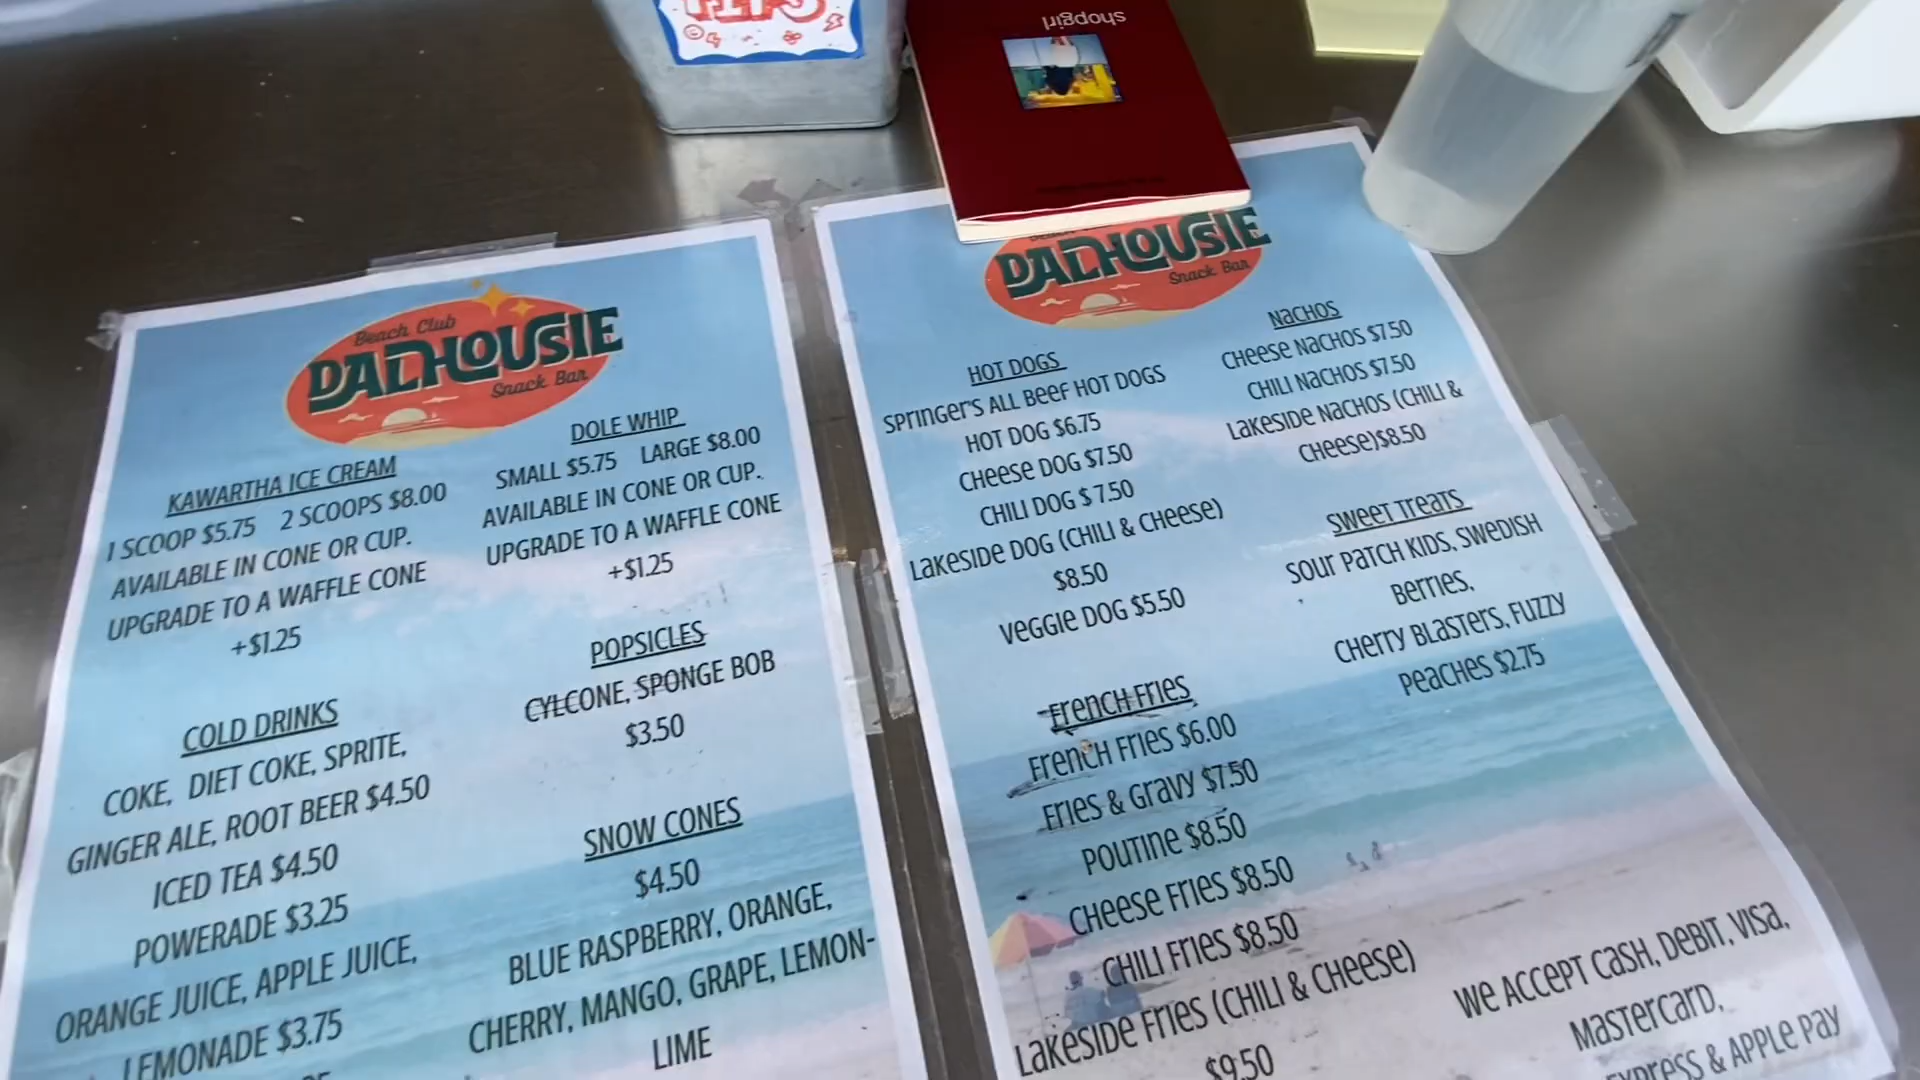 TIPS
shopgirl
Beach Club
DALHOUSIE
Snack Bar
KAWARTHA ICE CREAM
1 SCOOP $5.75 2 SCOOPS $8.00
AVAILABLE IN CONE OR CUP.
UPGRADE TO A WAFFLE CONE
+$1.25
COLD DRINKS
COKE, DIET COKE, SPRITE,
GINGER ALE, ROOT BEER $4.50
ICED TEA $4.50
POWERADE $3.25
ORANGE JUICE, APPLE JUICE,
LEMONADE $3.75
DOLE WHIP
SMALL $5.75 LARGE $8.00
AVAILABLE IN CONE OR CUP.
UPGRADE TO A WAFFLE CONE
+$1.25
POPSICLES
CYLCONE, SPONGE BOB
$3.50
SNOW CONES
$4.50
BLUE RASPBERRY, ORANGE,
CHERRY, MANGO, GRAPE, LEMON-
LIME
DALHOUSIE
Snack Bar
HOT DOGS
SPRINGER'S ALL BEEF HOT DOGS
HOT DOG $6.75
CHEESE DOG $7.50
CHILI DOG $7.50
LAKESIDE DOG (CHILI & CHEESE)
$8.50
VEGGIE DOG $5.50
FRENCH FRIES
FRENCH FRIES $6.00
FRIES & GRAVY $7.50
POUTINE $8.50
CHEESE FRIES $8.50
CHILI FRIES $8.50
LAKESIDE FRIES (CHILI & CHEESE)
$9.50
NACHOS
CHEESE NACHOS $7.50
CHILI NACHOS $7.50
LAKESIDE NACHOS (CHILI &
CHEESE)$8.50
SWEET TREATS
SOUR PATCH KIDS, SWEDISH
BERRIES,
CHERRY BLASTERS, FUZZY
PEACHES $2.75
WE ACCEPT CASH, DEBIT, VISA,
MASTERCARD,
& APPLE PAY